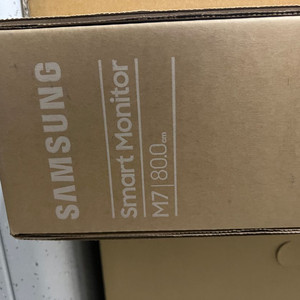 SAMSUNG
Smart Monitor
M7 | 80.0cm